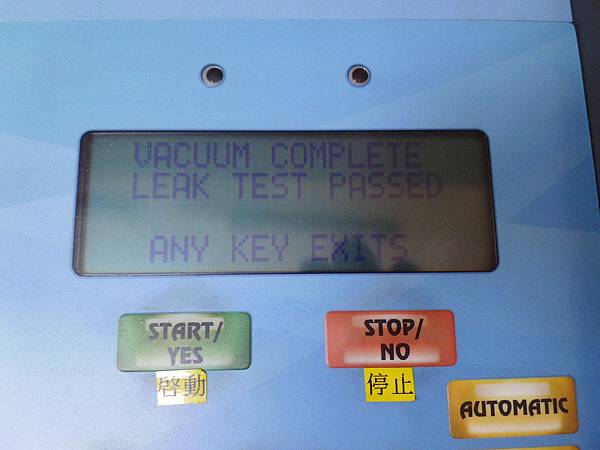 VACUUM COMPLETE
LEAK TEST PASSED
ANY KEY EXITS
START/
YES
啓動
STOP/
NO
停止
AUTOMATIC